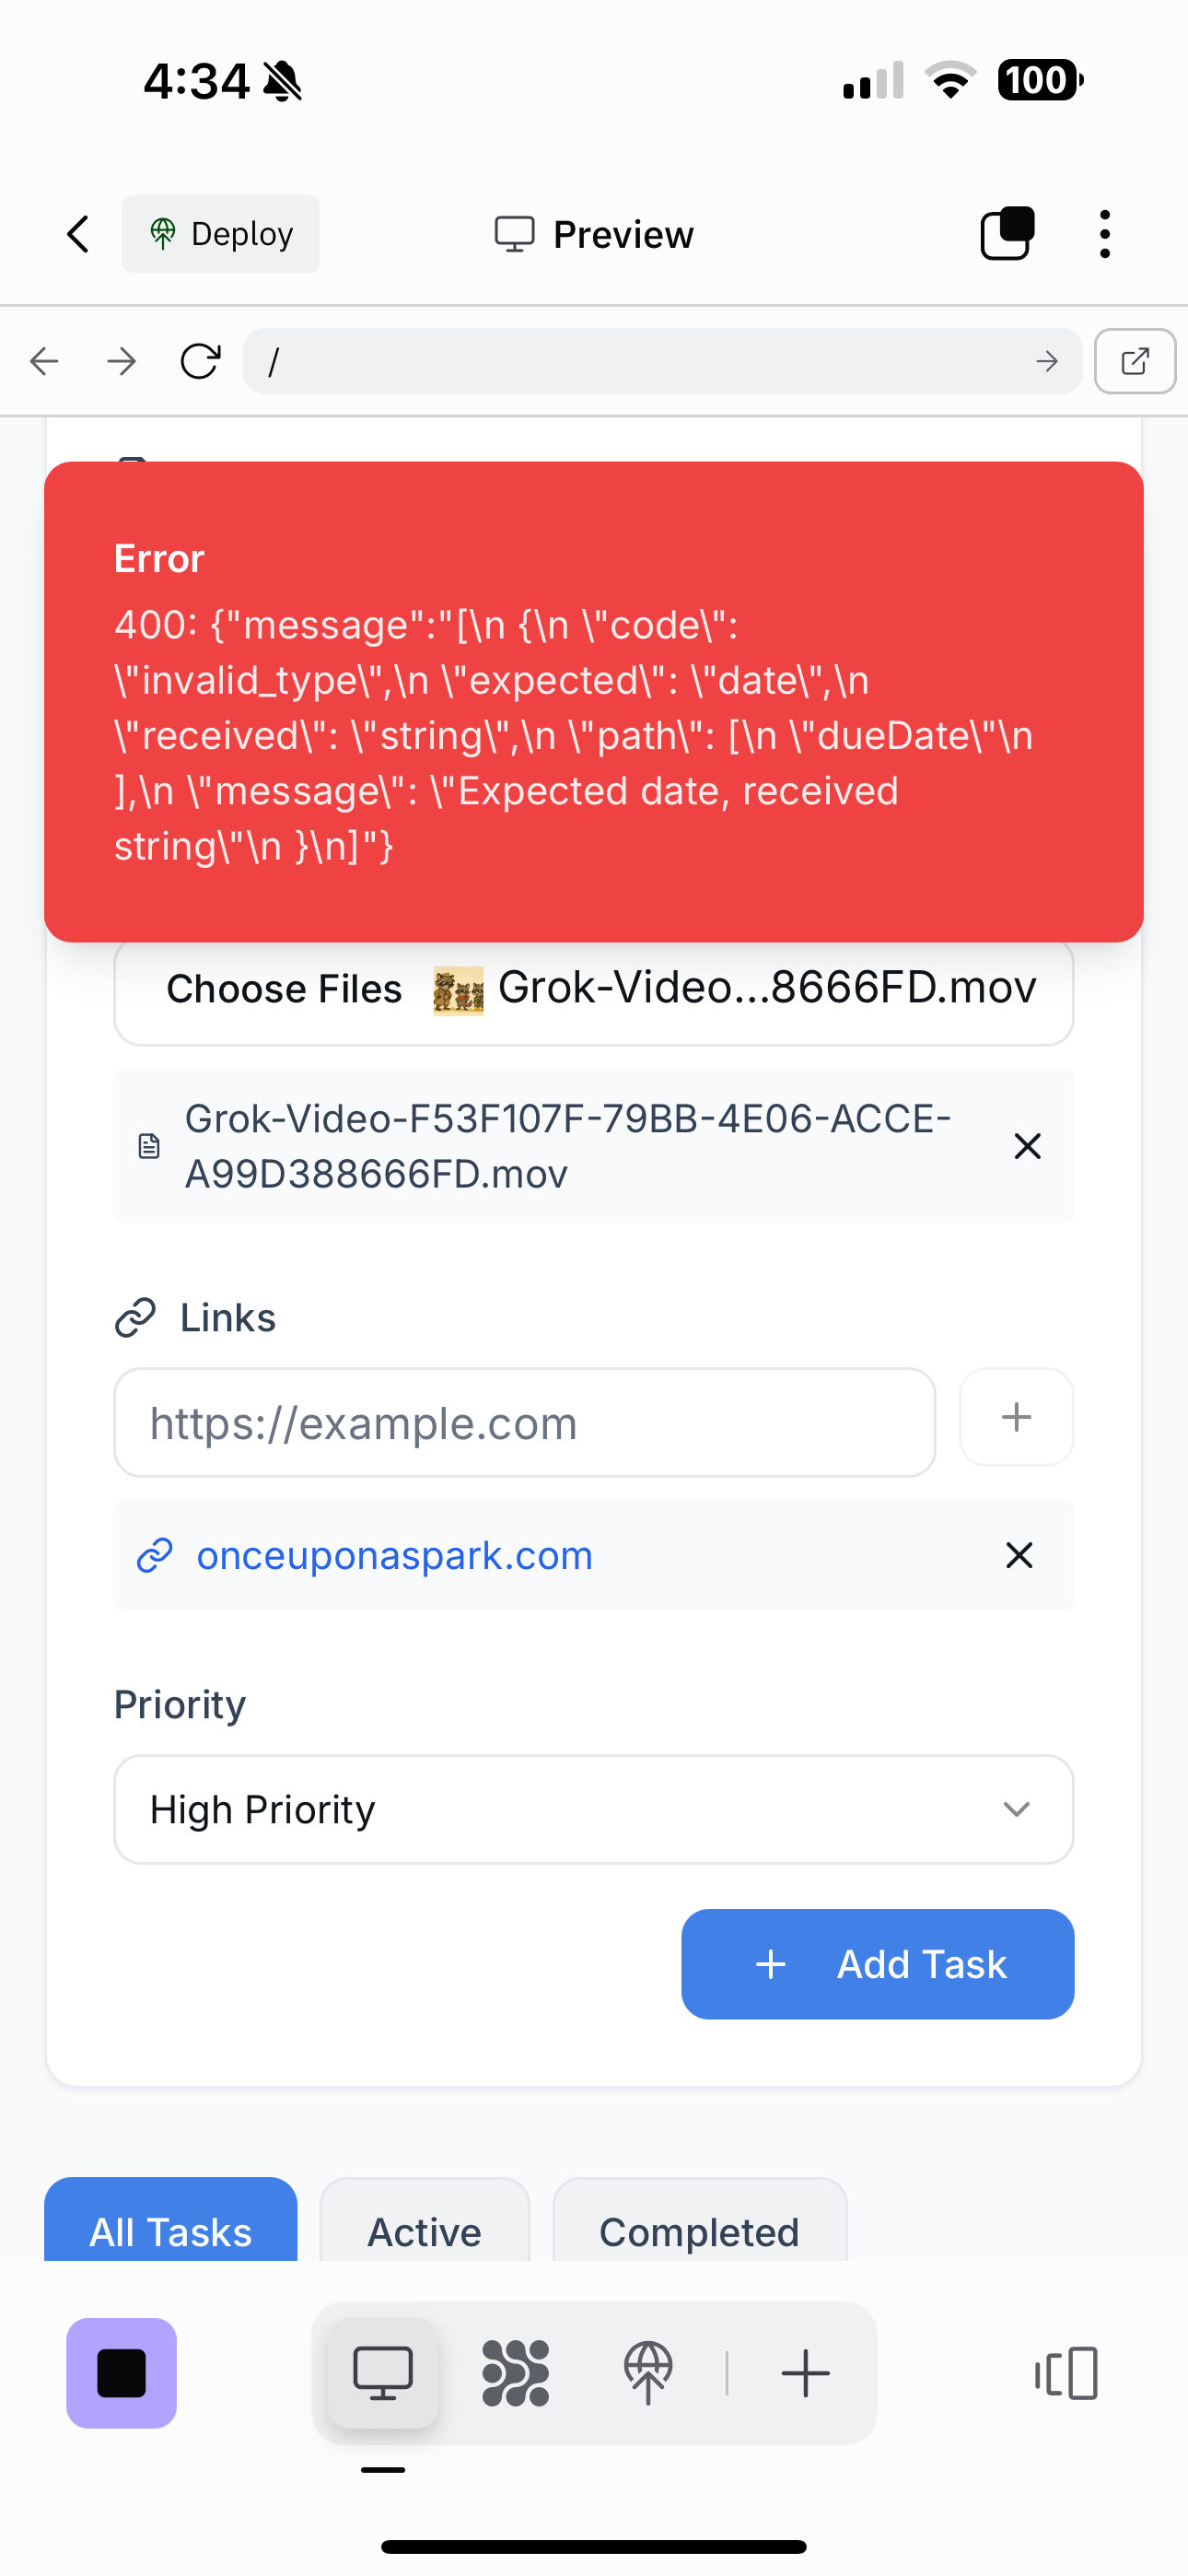 4:34
100
Deploy
Preview
/
Error
400: {"message":"[\n {\n \"code\":
\"invalid_type\",\n \"expected\": \"date\",\n
\"received\": \"string\",\n \"path\": [\n \"dueDate\"\n
],\n \"message\": \"Expected date, received
string\"\n }\n]"}
Choose Files Grok-Video...8666FD.mov
Grok-Video-F53F107F-79BB-4E06-ACCE-
A99D388666FD.mov
Links
https://example.com
onceuponaspark.com
Priority
High Priority
Add Task
All Tasks
Active
Completed